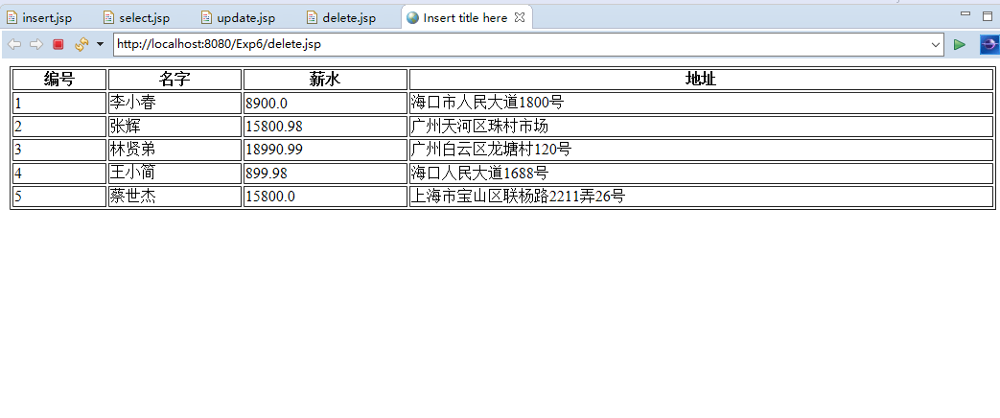 insert.jsp select.jsp update.jsp delete.jsp Insert title here
http://localhost:8080/Exp6/delete.jsp
编号 名字 薪水 地址
1 李小春 8900.0 海口市人民大道1800号
2 张辉 15800.98 广州天河区珠村市场
3 林贤弟 18990.99 广州白云区龙塘村120号
4 王小简 899.98 海口人民大道1688号
5 蔡世杰 15800.0 上海市宝山区联杨路2211弄26号